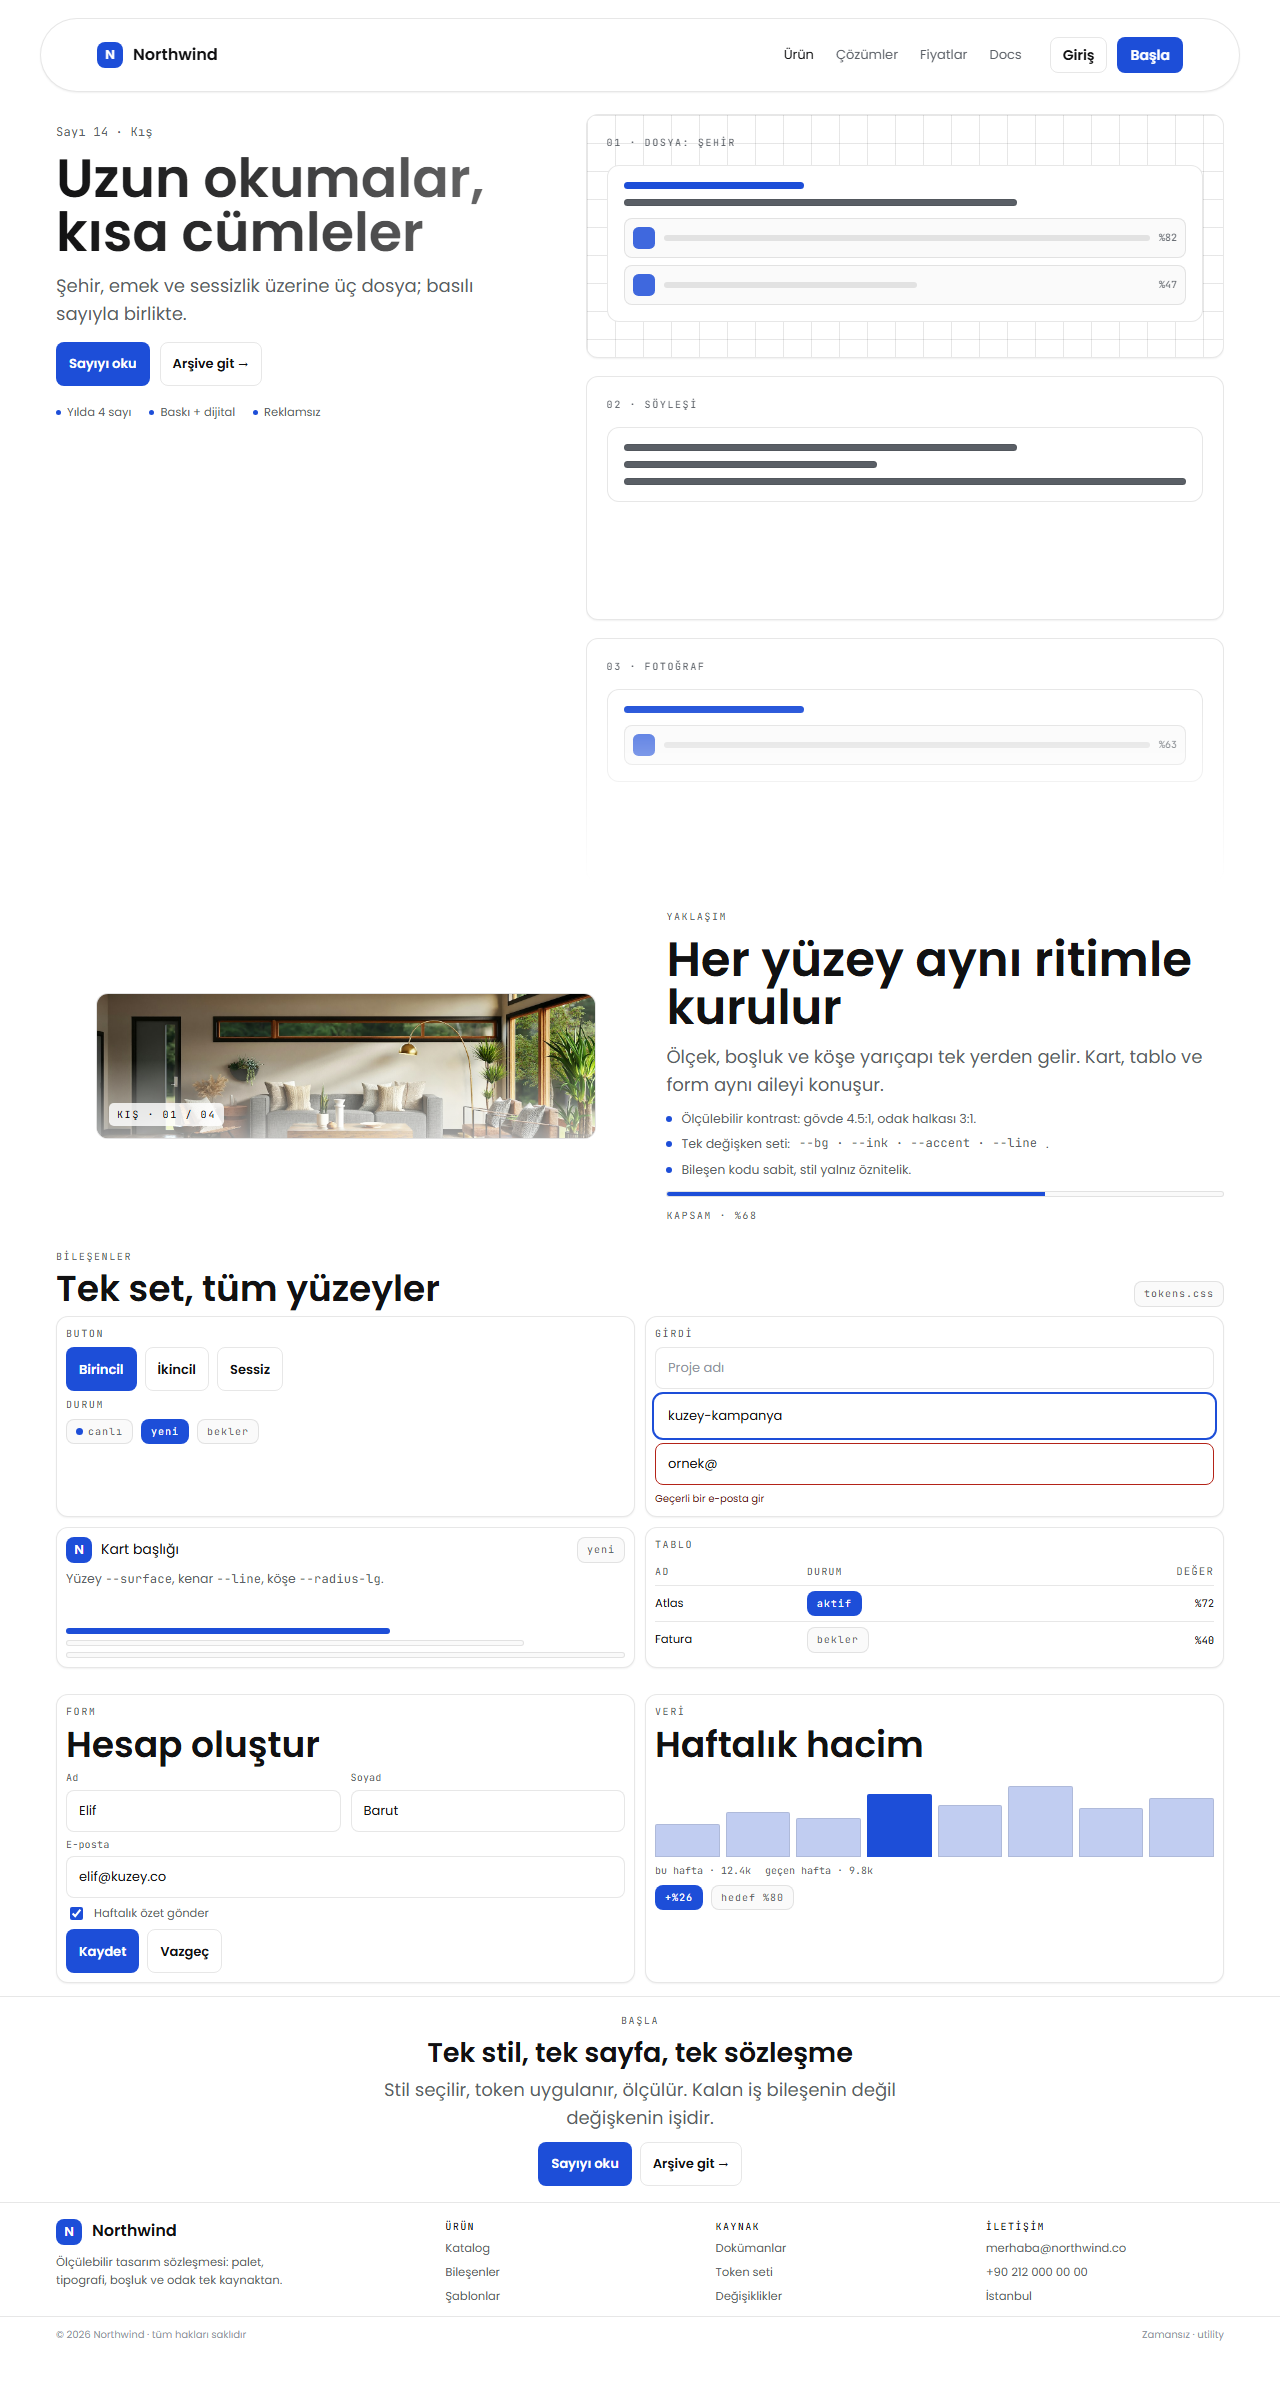 N Northwind
Ürün Çözümler Fiyatlar Docs Giriş Başla
Sayı 14 · Kış
Uzun okumalar,
kısa cümleler
Şehir, emek ve sessizlik üzerine üç dosya; basılı
sayıyla birlikte.
Sayıyı oku Arşive git →
Yılda 4 sayı Baskı + dijital Reklamsız
01 · DOSYA: ŞEHİR
%82
%47
02 · SÖYLEŞİ
03 · FOTOĞRAF
%63
KIŞ · 01 / 04
YAKLAŞIM
Her yüzey aynı ritimle
kurulur
Ölçek, boşluk ve köşe yarıçapı tek yerden gelir. Kart, tablo ve
form aynı aileyi konuşur.
Ölçülebilir kontrast: gövde 4.5:1, odak halkası 3:1.
Tek değişken seti: --bg · --ink · --accent · --line .
Bileşen kodu sabit, stil yalnız öznitelik.
KAPSAM · %68
BİLEŞENLER
Tek set, tüm yüzeyler
tokens.css
BUTON
Birincil İkincil Sessiz
DURUM
canlı yeni bekler
GİRDİ
Proje adı
kuzey-kampanya
ornek@
Geçerli bir e-posta gir
N Kart başlığı yeni
Yüzey --surface, kenar --line, köşe --radius-lg.
TABLO
AD DURUM DEĞER
Atlas aktif %72
Fatura bekler %40
FORM
Hesap oluştur
Ad Soyad
Elif Barut
E-posta
elif@kuzey.co
Haftalık özet gönder
Kaydet Vazgeç
VERİ
Haftalık hacim
bu hafta · 12.4k geçen hafta · 9.8k
+%26 hedef %80
BAŞLA
Tek stil, tek sayfa, tek sözleşme
Stil seçilir, token uygulanır, ölçülür. Kalan iş bileşenin değil
değişkenin işidir.
Sayıyı oku Arşive git →
N Northwind
Ölçülebilir tasarım sözleşmesi: palet,
tipografi, boşluk ve odak tek kaynaktan.
ÜRÜN
Katalog
Bileşenler
Şablonlar
KAYNAK
Dokümanlar
Token seti
Değişiklikler
İLETİŞİM
merhaba@northwind.co
+90 212 000 00 00
İstanbul
© 2026 Northwind · tüm hakları saklıdır
Zamansız · utility